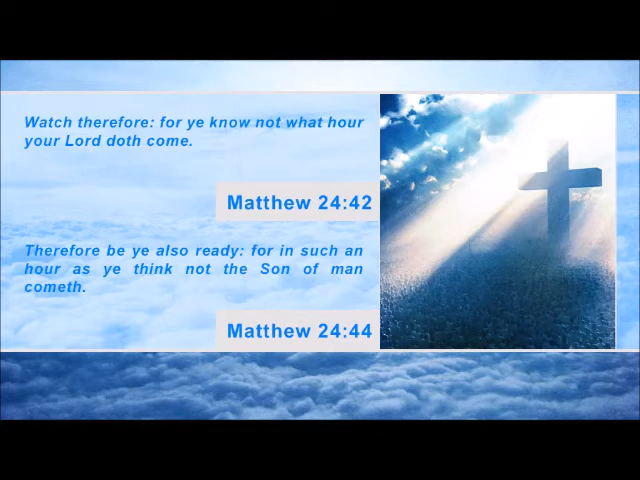 Watch therefore: for ye know not what hour
your Lord doth come.
Matthew 24:42
Therefore be ye also ready: for in such an
hour as ye think not the Son of man
cometh.
Matthew 24:44